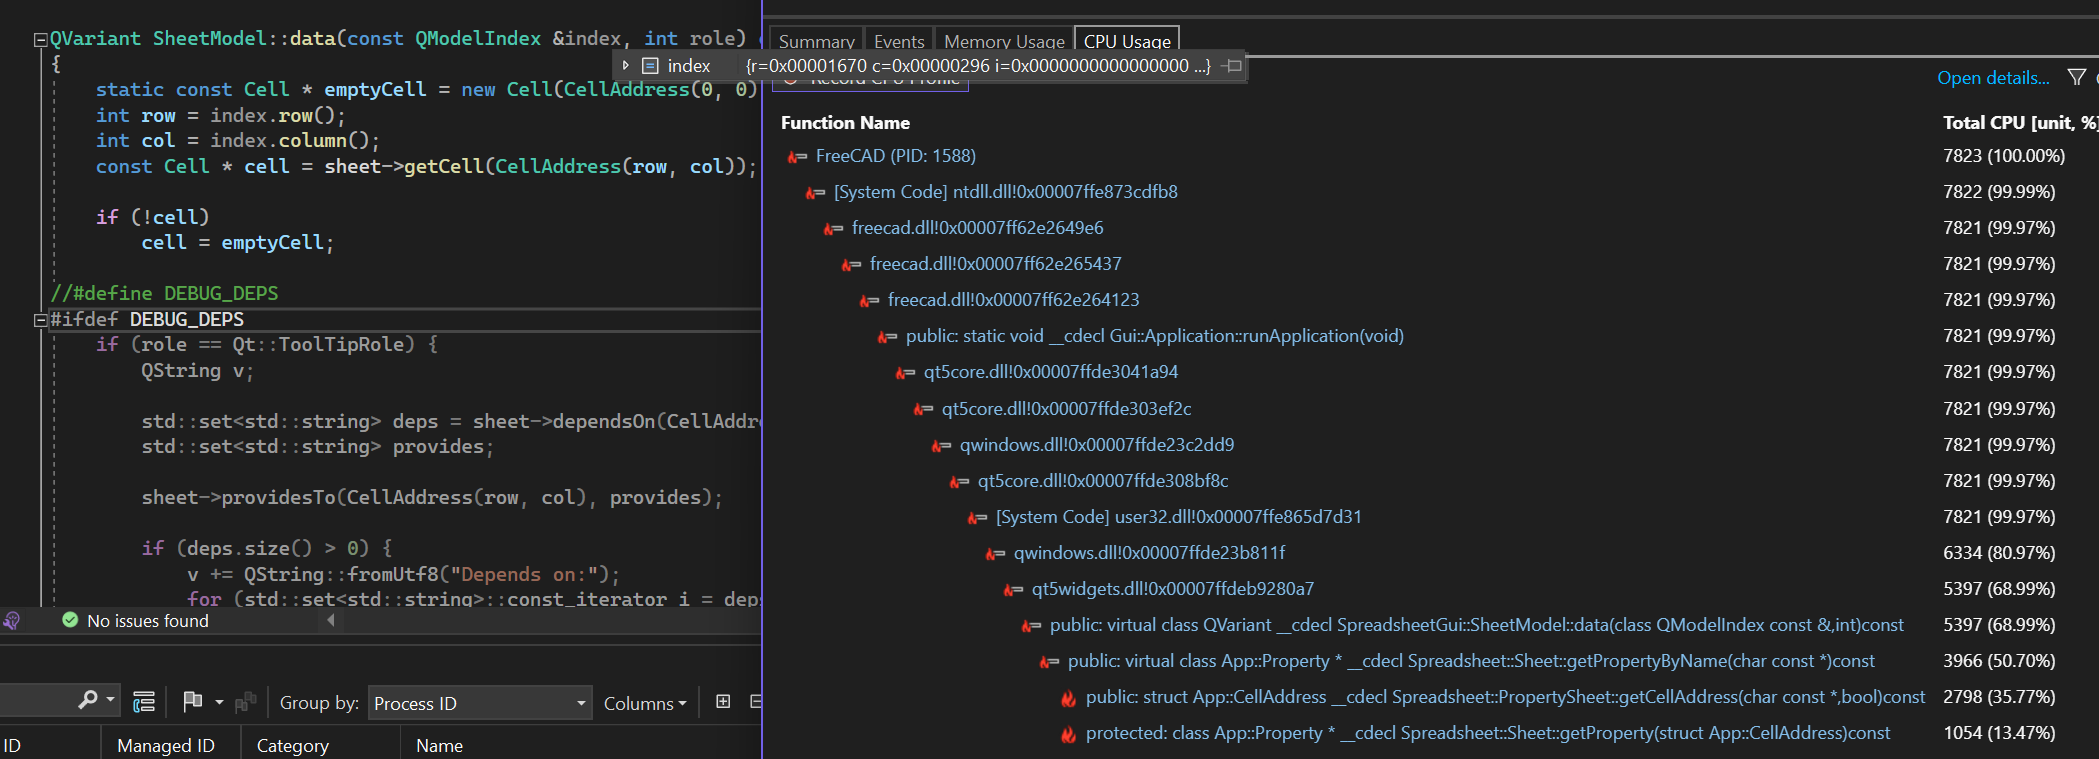 QVariant SheetModel::data(const QModelIndex &index, int role) c
{
static const Cell * emptyCell = new Cell(CellAddress(0, 0)
int row = index.row();
int col = index.column();
const Cell * cell = sheet->getCell(CellAddress(row, col));
if (!cell)
cell = emptyCell;
//#define DEBUG_DEPS
#ifdef DEBUG_DEPS
if (role == Qt::ToolTipRole) {
QString v;
std::set<std::string> deps = sheet->dependsOn(CellAddre
std::set<std::string> provides;
sheet->providesTo(CellAddress(row, col), provides);
if (deps.size() > 0) {
v += QString::fromUtf8("Depends on:");
for (std::set<std::string>::const_iterator i = deps
No issues found
Group by: Process ID Columns
ID Managed ID Category Name
Summary Events Memory Usage CPU Usage
index {r=0x00001670 c=0x00000296 i=0x0000000000000000 ...}
Record CPU Profile
Open details...
Function Name Total CPU [unit, %]
FreeCAD (PID: 1588) 7823 (100.00%)
[System Code] ntdll.dll!0x00007ffe873cdfb8 7822 (99.99%)
freecad.dll!0x00007ff62e2649e6 7821 (99.97%)
freecad.dll!0x00007ff62e265437 7821 (99.97%)
freecad.dll!0x00007ff62e264123 7821 (99.97%)
public: static void __cdecl Gui::Application::runApplication(void) 7821 (99.97%)
qt5core.dll!0x00007ffde3041a94 7821 (99.97%)
qt5core.dll!0x00007ffde303ef2c 7821 (99.97%)
qwindows.dll!0x00007ffde23c2dd9 7821 (99.97%)
qt5core.dll!0x00007ffde308bf8c 7821 (99.97%)
[System Code] user32.dll!0x00007ffe865d7d31 7821 (99.97%)
qwindows.dll!0x00007ffde23b811f 6334 (80.97%)
qt5widgets.dll!0x00007ffdeb9280a7 5397 (68.99%)
public: virtual class QVariant __cdecl SpreadsheetGui::SheetModel::data(class QModelIndex const &,int)const 5397 (68.99%)
public: virtual class App::Property * __cdecl Spreadsheet::Sheet::getPropertyByName(char const *)const 3966 (50.70%)
public: struct App::CellAddress __cdecl Spreadsheet::PropertySheet::getCellAddress(char const *,bool)const 2798 (35.77%)
protected: class App::Property * __cdecl Spreadsheet::Sheet::getProperty(struct App::CellAddress)const 1054 (13.47%)